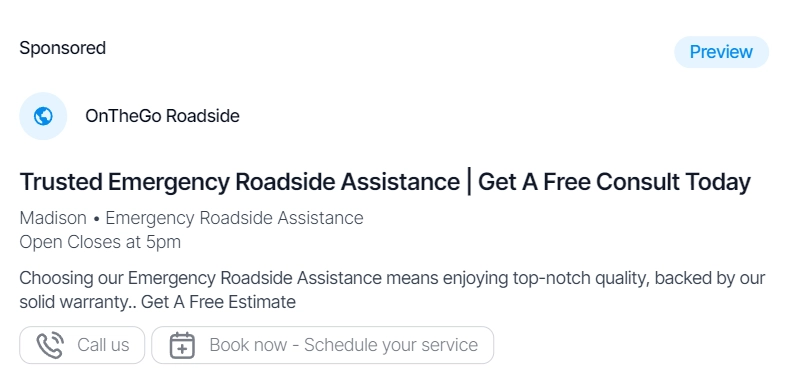 Sponsored
Preview
OnTheGo Roadside
Trusted Emergency Roadside Assistance | Get A Free Consult Today
Madison • Emergency Roadside Assistance
Open Closes at 5pm
Choosing our Emergency Roadside Assistance means enjoying top-notch quality, backed by our
solid warranty.. Get A Free Estimate
Call us
Book now - Schedule your service